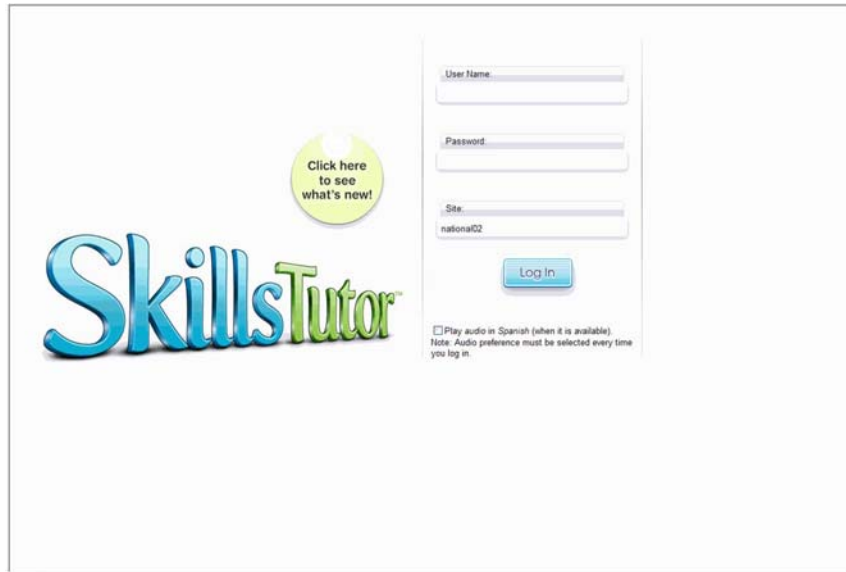 User Name:
Password:
Click here
to see
what's new!
Site:
national02
SkillsTutor™
Log In
Play audio in Spanish (when it is available).
Note: Audio preference must be selected every time
you log in.